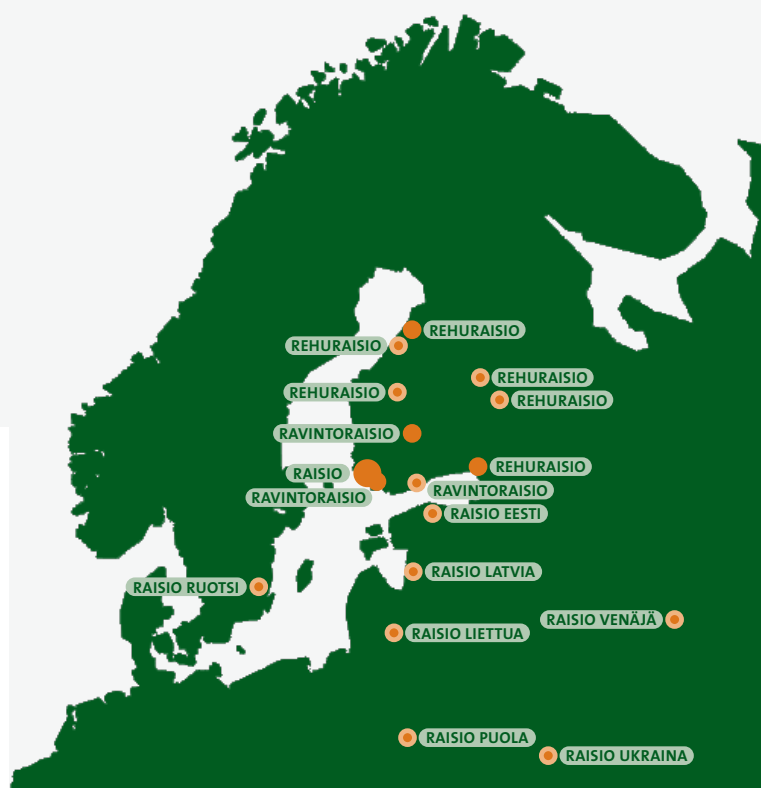 REHURAISIO
REHURAISIO
REHURAISIO
REHURAISIO
REHURAISIO
RAVINTORAISIO
REHURAISIO
RAISIO
RAVINTORAISIO
RAVINTORAISIO
RAISIO EESTI
RAISIO LATVIA
RAISIO RUOTSI
RAISIO VENÄJÄ
RAISIO LIETTUA
RAISIO PUOLA
RAISIO UKRAINA